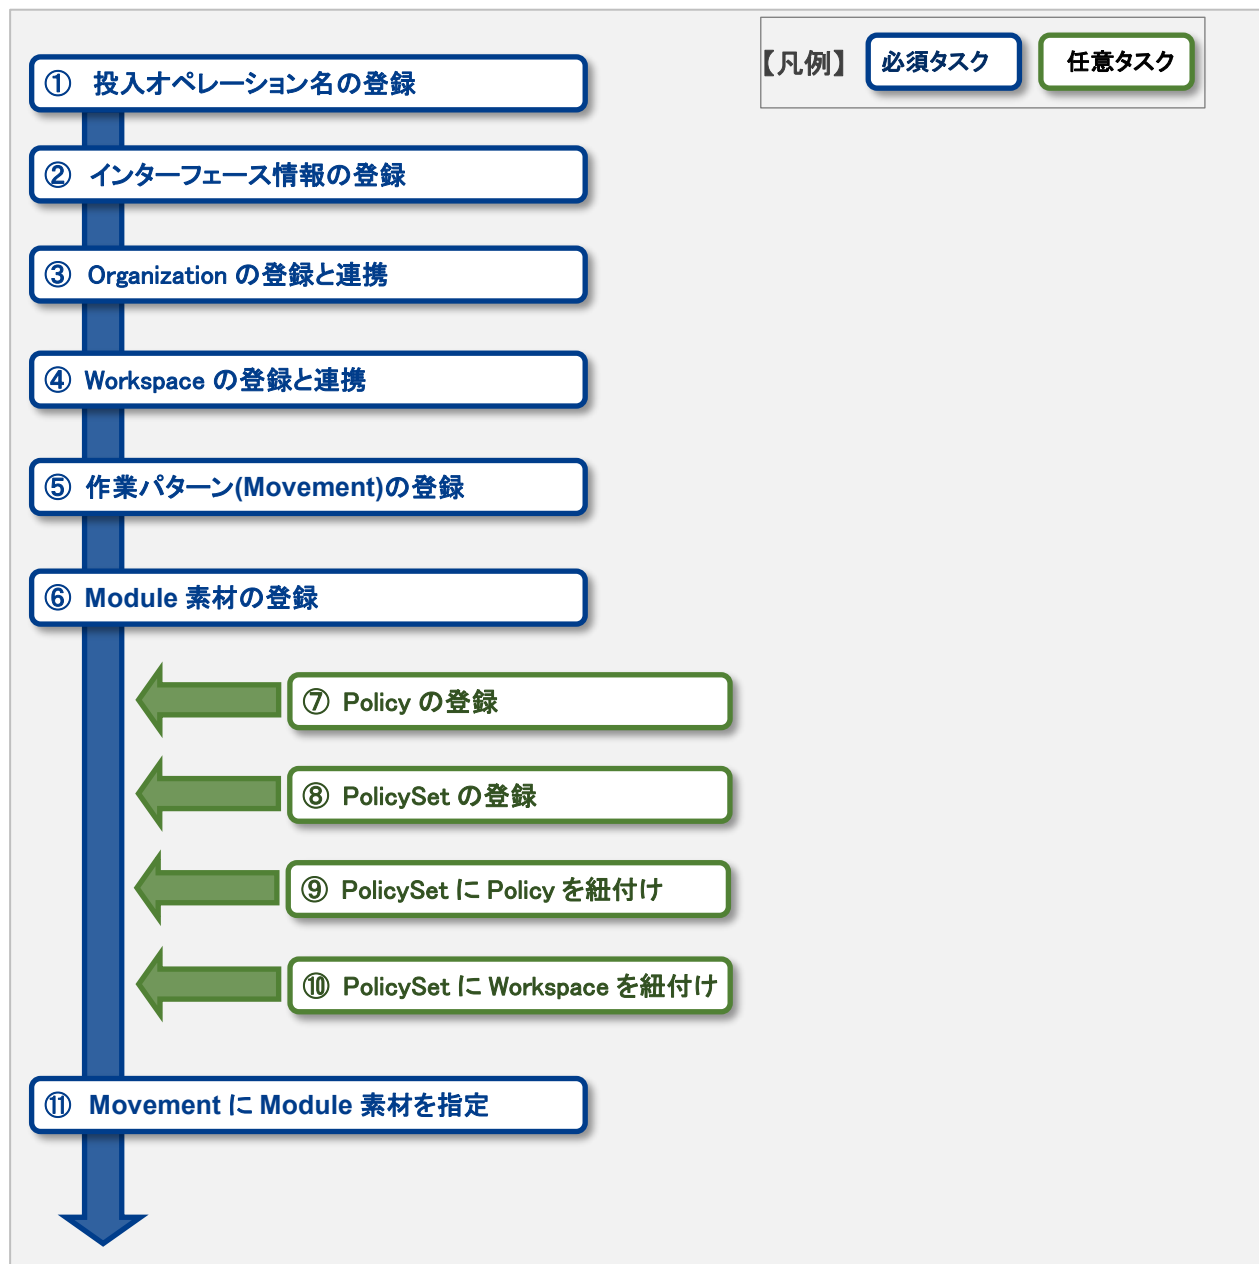 【凡例】 必須タスク 任意タスク
① 投入オペレーション名の登録
② インターフェース情報の登録
③ Organization の登録と連携
④ Workspace の登録と連携
⑤ 作業パターン(Movement)の登録
⑥ Module 素材の登録
⑦ Policy の登録
⑧ PolicySet の登録
⑨ PolicySet に Policy を紐付け
⑩ PolicySet に Workspace を紐付け
⑪ Movement に Module 素材を指定